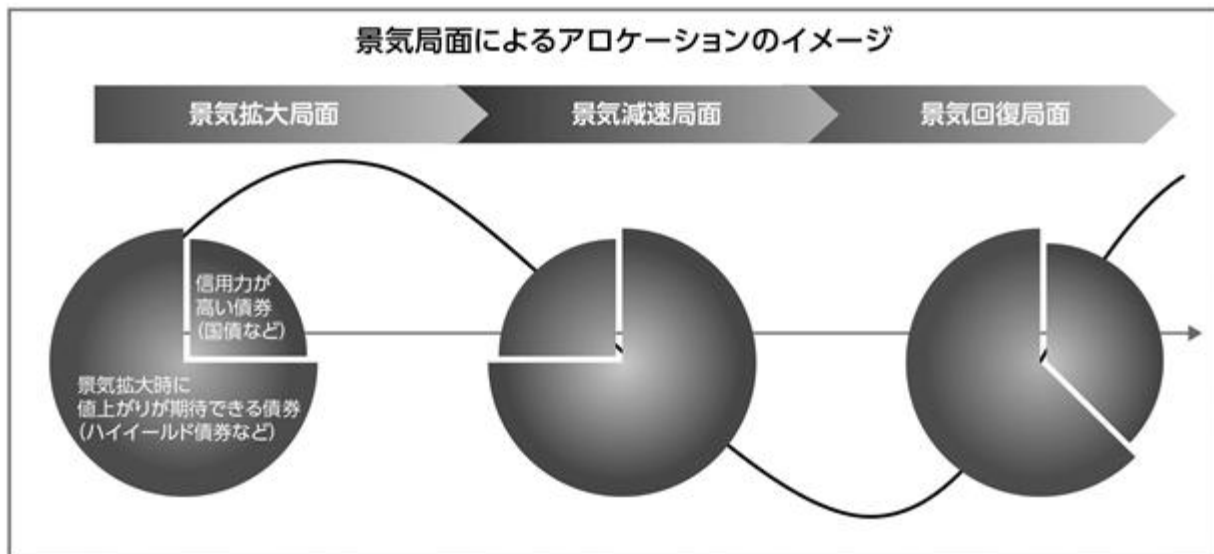 景気局面によるアロケーションのイメージ
景気拡大局面
景気減速局面
景気回復局面
信用力が
高い債券
(国債など)
景気拡大時に
値上がりが期待できる債券
(ハイイールド債券など)